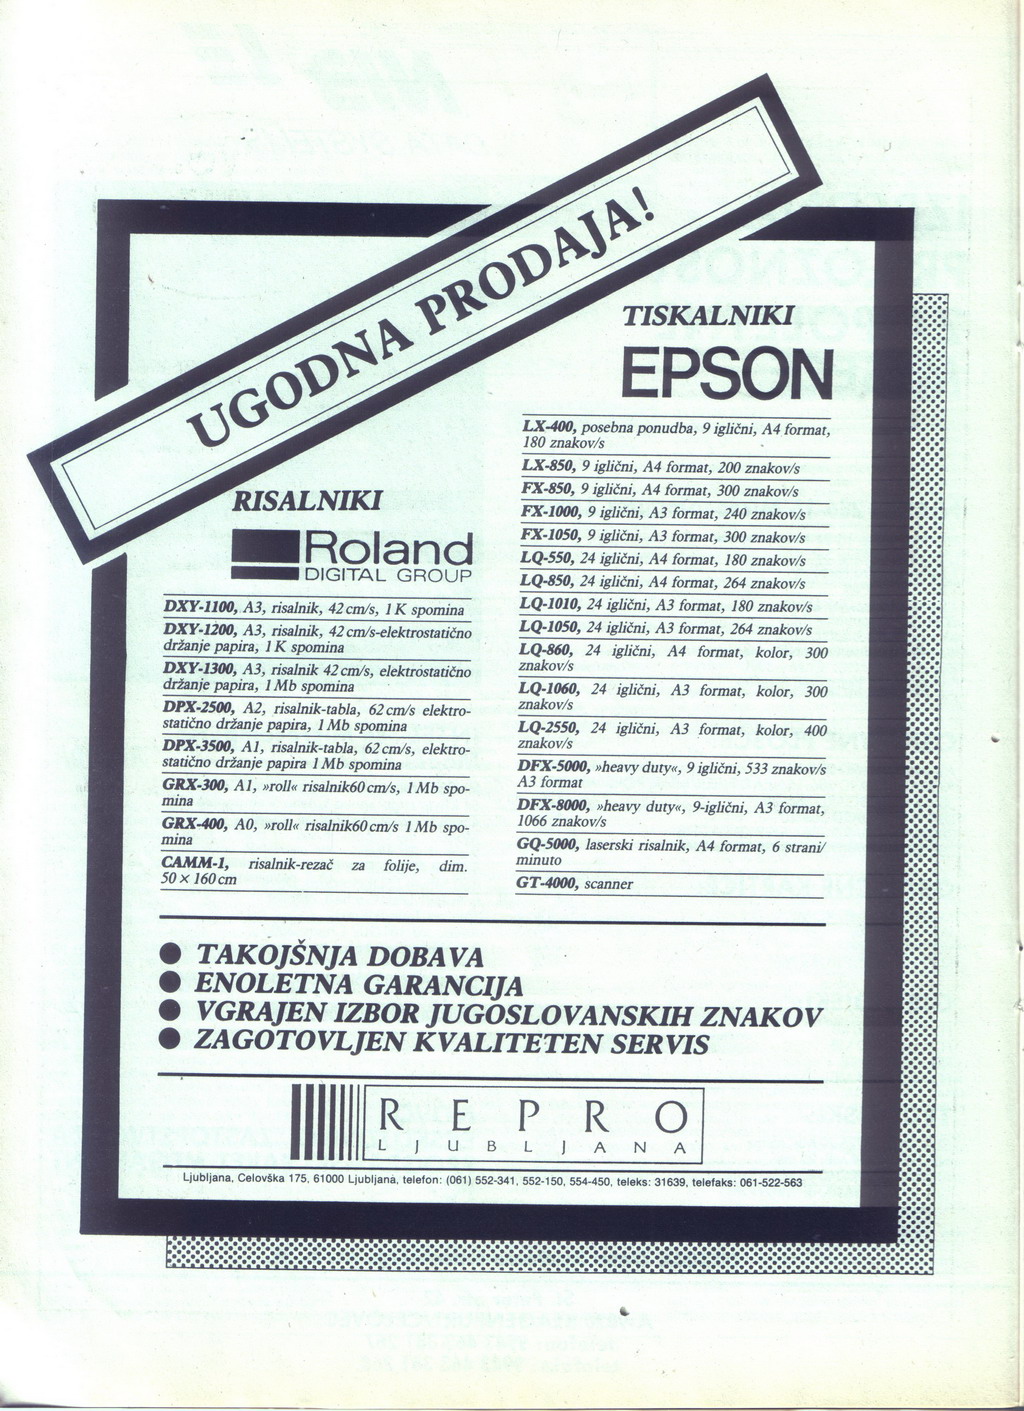 UGODNA PRODAJA!
RISALNIKI
Roland
DIGITAL GROUP
DXY-1100, A3, risalnik, 42 cm/s, 1 K spomina
DXY-1200, A3, risalnik, 42 cm/s-elektrostatično
držanje papira, 1 K spomina
DXY-1300, A3, risalnik 42 cm/s, elektrostatično
držanje papira, 1 Mb spomina
DPX-2500, A2, risalnik-tabla, 62 cm/s elektro-
statično držanje papira, 1 Mb spomina
DPX-3500, A1, risalnik-tabla, 62 cm/s, elektro-
statično držanje papira 1 Mb spomina
GRX-300, A1, »roll« risalnik60 cm/s, 1 Mb spo-
mina
GRX-400, AO, »roll« risalnik60 cm/s 1 Mb spo-
mina
CAMM-1, risalnik-rezač za folije, dim.
50 × 160 cm
TISKALNIKI
EPSON
LX-400, posebna ponudba, 9 iglični, A4 format,
180 znakov/s
LX-850, 9 iglični, A4 format, 200 znakov/s
FX-850, 9 iglični, A4 format, 300 znakov/s
FX-1000, 9 iglični, A3 format, 240 znakov/s
FX-1050, 9 iglični, A3 format, 300 znakov/s
LQ-550, 24 iglični, A4 format, 180 znakov/s
LQ-850, 24 iglični, A4 format, 264 znakov/s
LQ-1010, 24 iglični, A3 format, 180 znakov/s
LQ-1050, 24 iglični, A3 format, 264 znakov/s
LQ-860, 24 iglični, A4 format, kolor, 300
znakov/s
LQ-1060, 24 iglični, A3 format, kolor, 300
znakov/s
LQ-2550, 24 iglični, A3 format, kolor, 400
znakov/s
DFX-5000, »heavy duty«, 9 iglični, 533 znakov/s
A3 format
DFX-8000, »heavy duty«, 9-iglični, A3 format,
1066 znakov/s
GQ-5000, laserski risalnik, A4 format, 6 strani/
minuto
GT-4000, scanner
● TAKOJŠNJA DOBAVA
● ENOLETNA GARANCIJA
● VGRAJEN IZBOR JUGOSLOVANSKIH ZNAKOV
● ZAGOTOVLJEN KVALITETEN SERVIS
REPRO
LJUBLJANA
Ljubljana, Celovška 175, 61000 Ljubljana, telefon: (061) 552-341, 552-150, 554-450, teleks: 31639, telefaks: 061-522-563